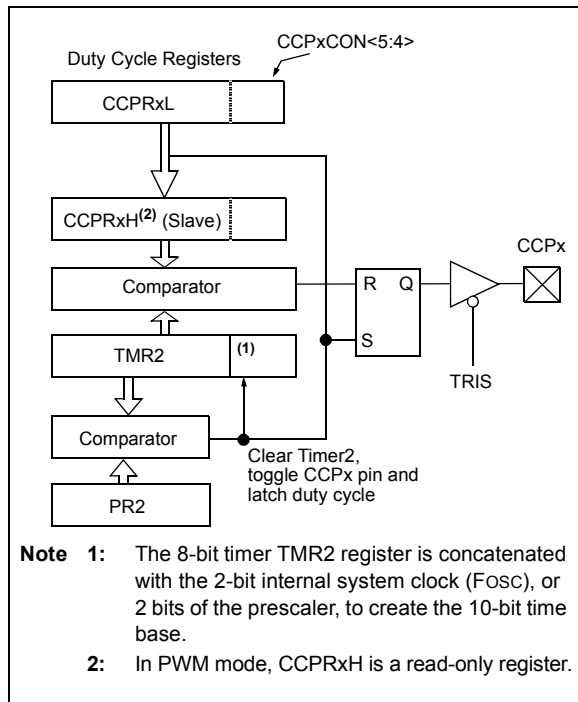 CCPxCON<5:4>
Duty Cycle Registers
CCPRxL
CCPRxH(2) (Slave)
CCPx
Comparator
R Q
S
TMR2
(1)
TRIS
Comparator
Clear Timer2,
toggle CCPx pin and
latch duty cycle
PR2
Note 1: The 8-bit timer TMR2 register is concatenated
with the 2-bit internal system clock (FOSC), or
2 bits of the prescaler, to create the 10-bit time
base.
2: In PWM mode, CCPRxH is a read-only register.